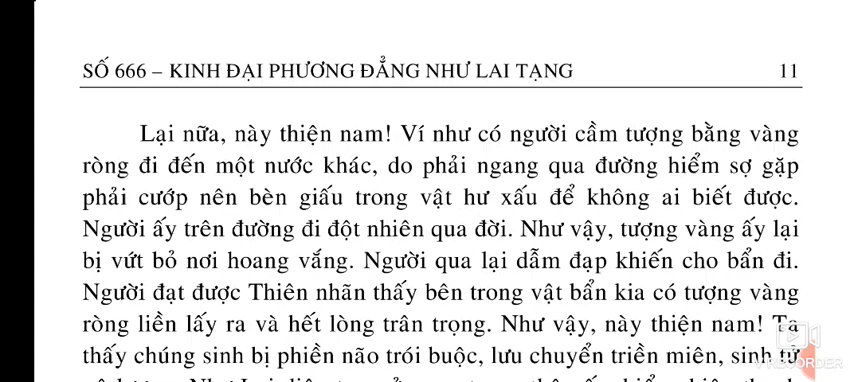 SỐ 666 – KINH ĐẠI PHƯƠNG ĐẲNG NHƯ LAI TẠNG 11
Lại nữa, này thiện nam! Ví như có người cầm tượng bằng vàng
ròng đi đến một nước khác, do phải ngang qua đường hiểm sợ gặp
phải cướp nên bèn giấu trong vật hư xấu để không ai biết được.
Người ấy trên đường đi đột nhiên qua đời. Như vậy, tượng vàng ấy lại
bị vứt bỏ nơi hoang vắng. Người qua lại dẫm đạp khiến cho bẩn đi.
Người đạt được Thiên nhãn thấy bên trong vật bẩn kia có tượng vàng
ròng liền lấy ra và hết lòng trân trọng. Như vậy, này thiện nam! Ta
thấy chúng sinh bị phiền não trói buộc, lưu chuyển triền miên, sinh tử
V RECORDER